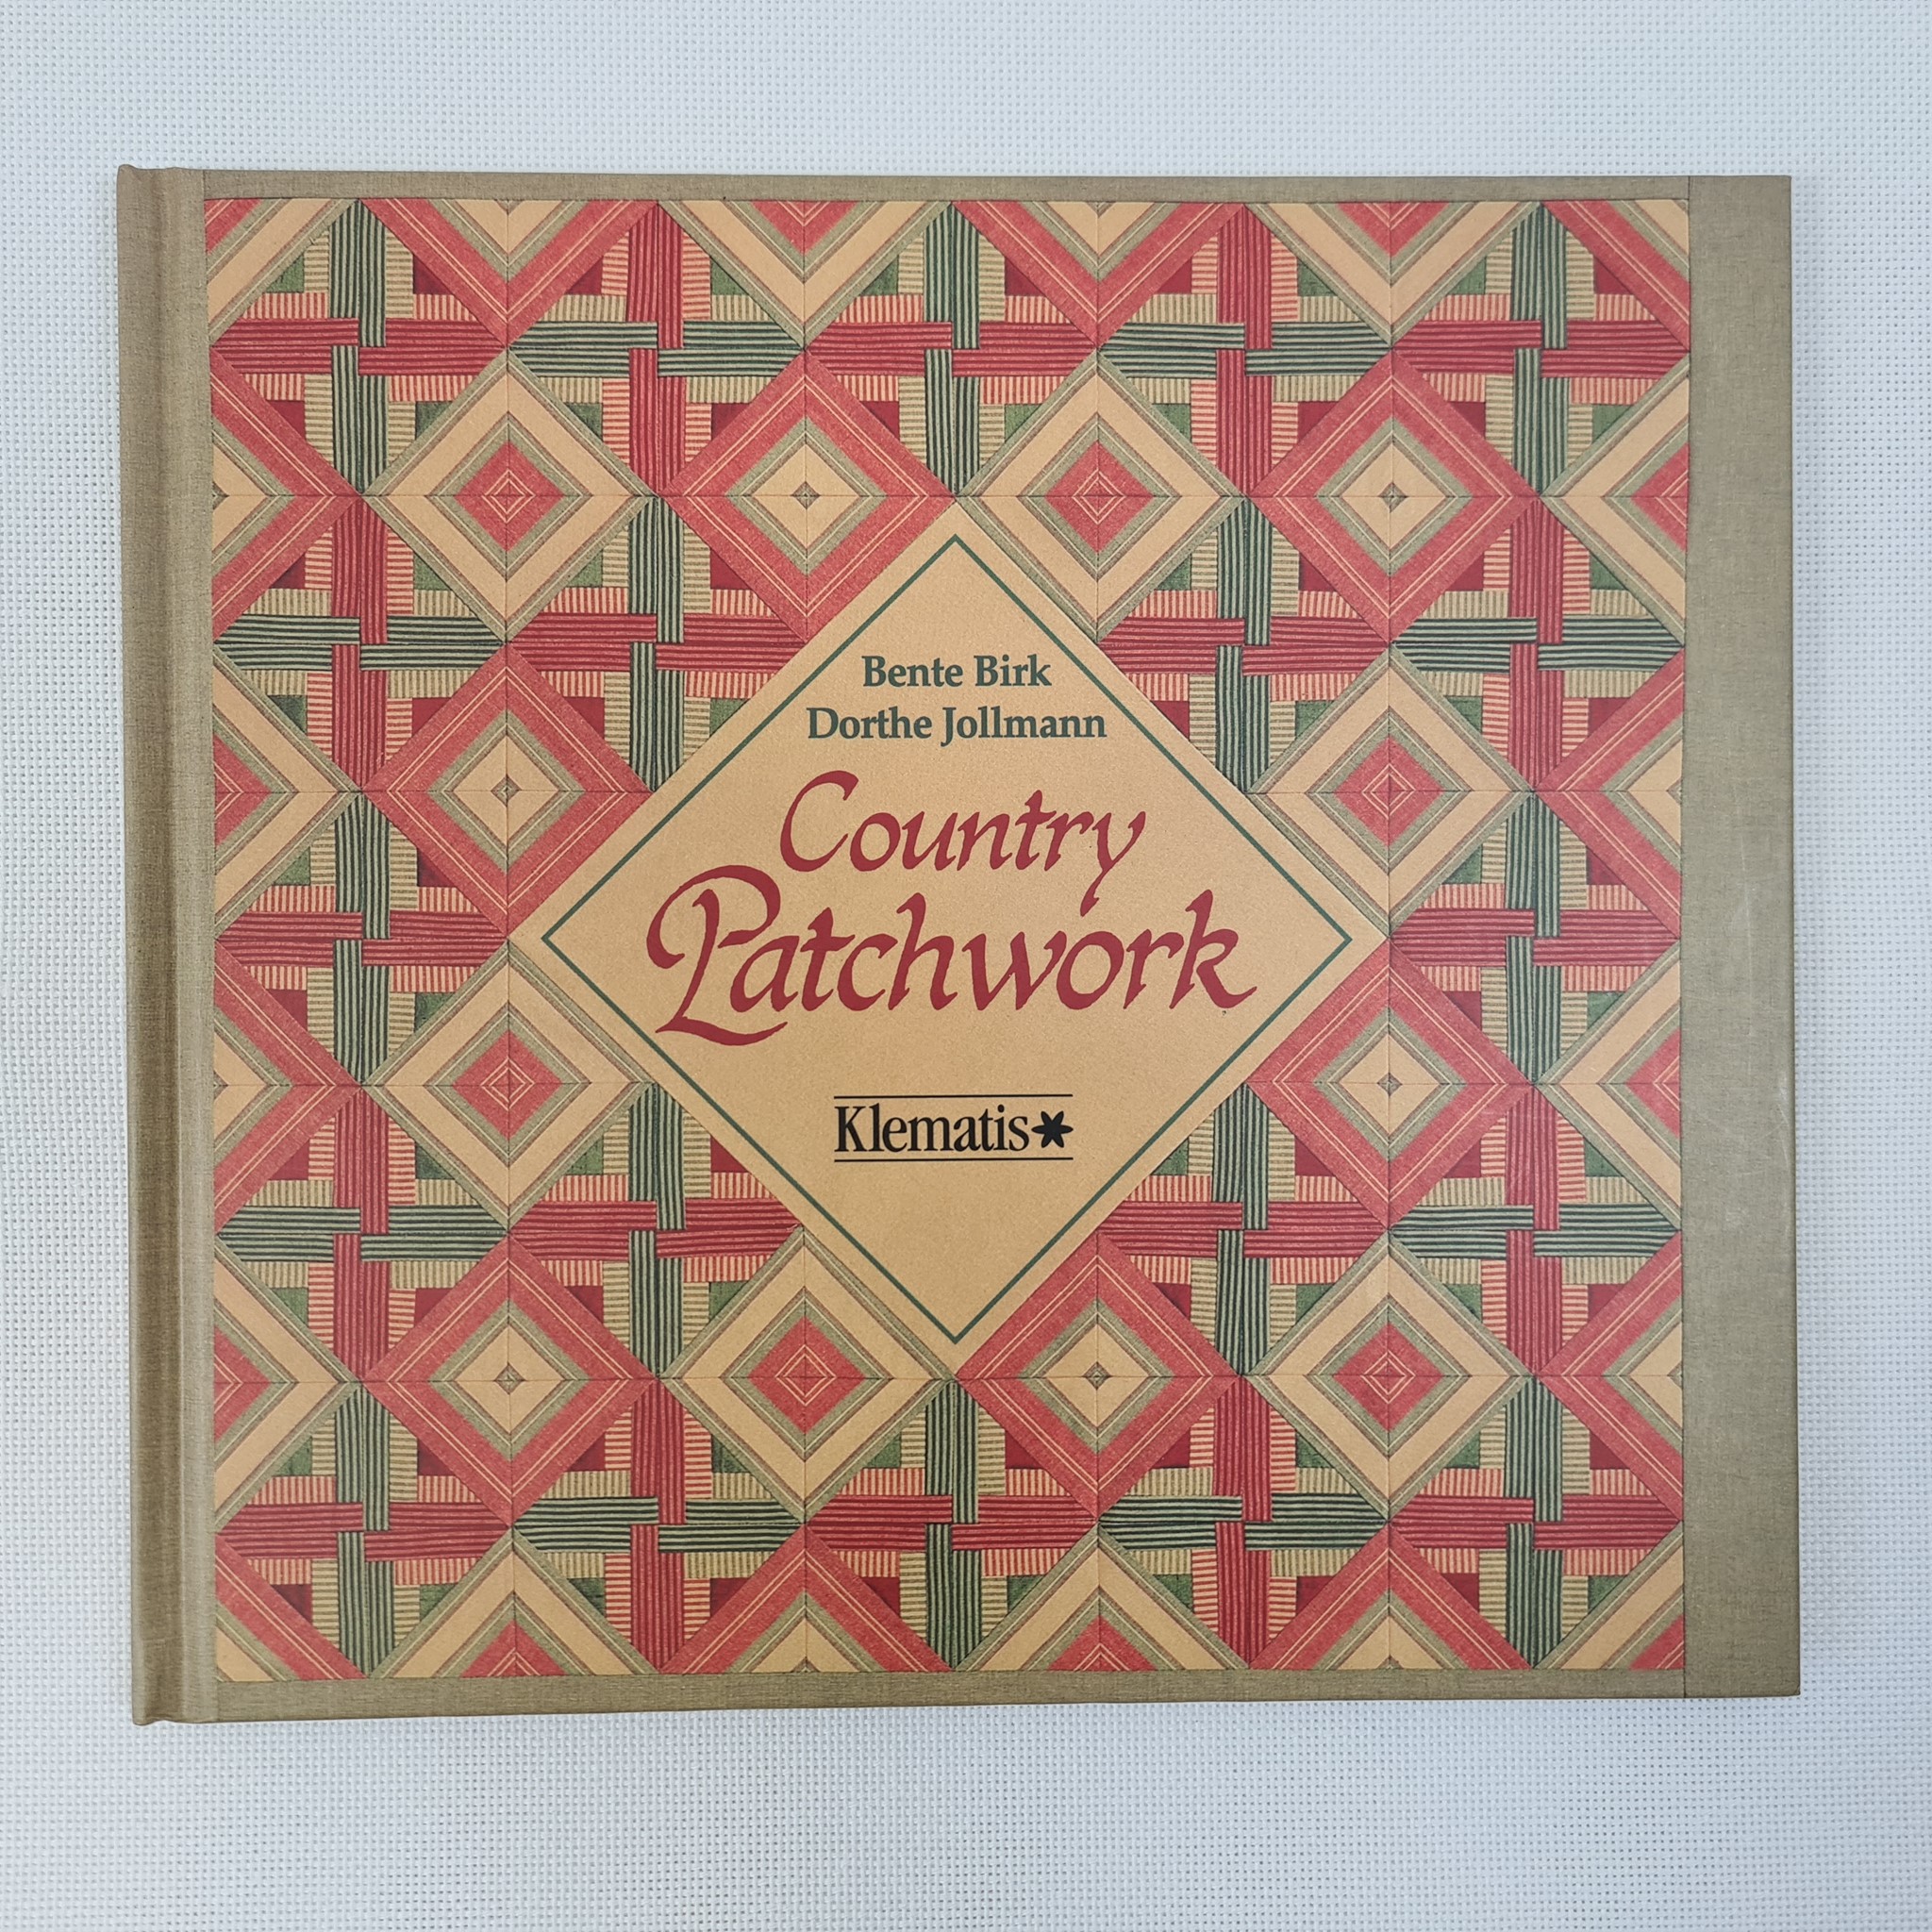 Bente Birk
Dorthe Jollmann
Country
Patchwork
Klematis